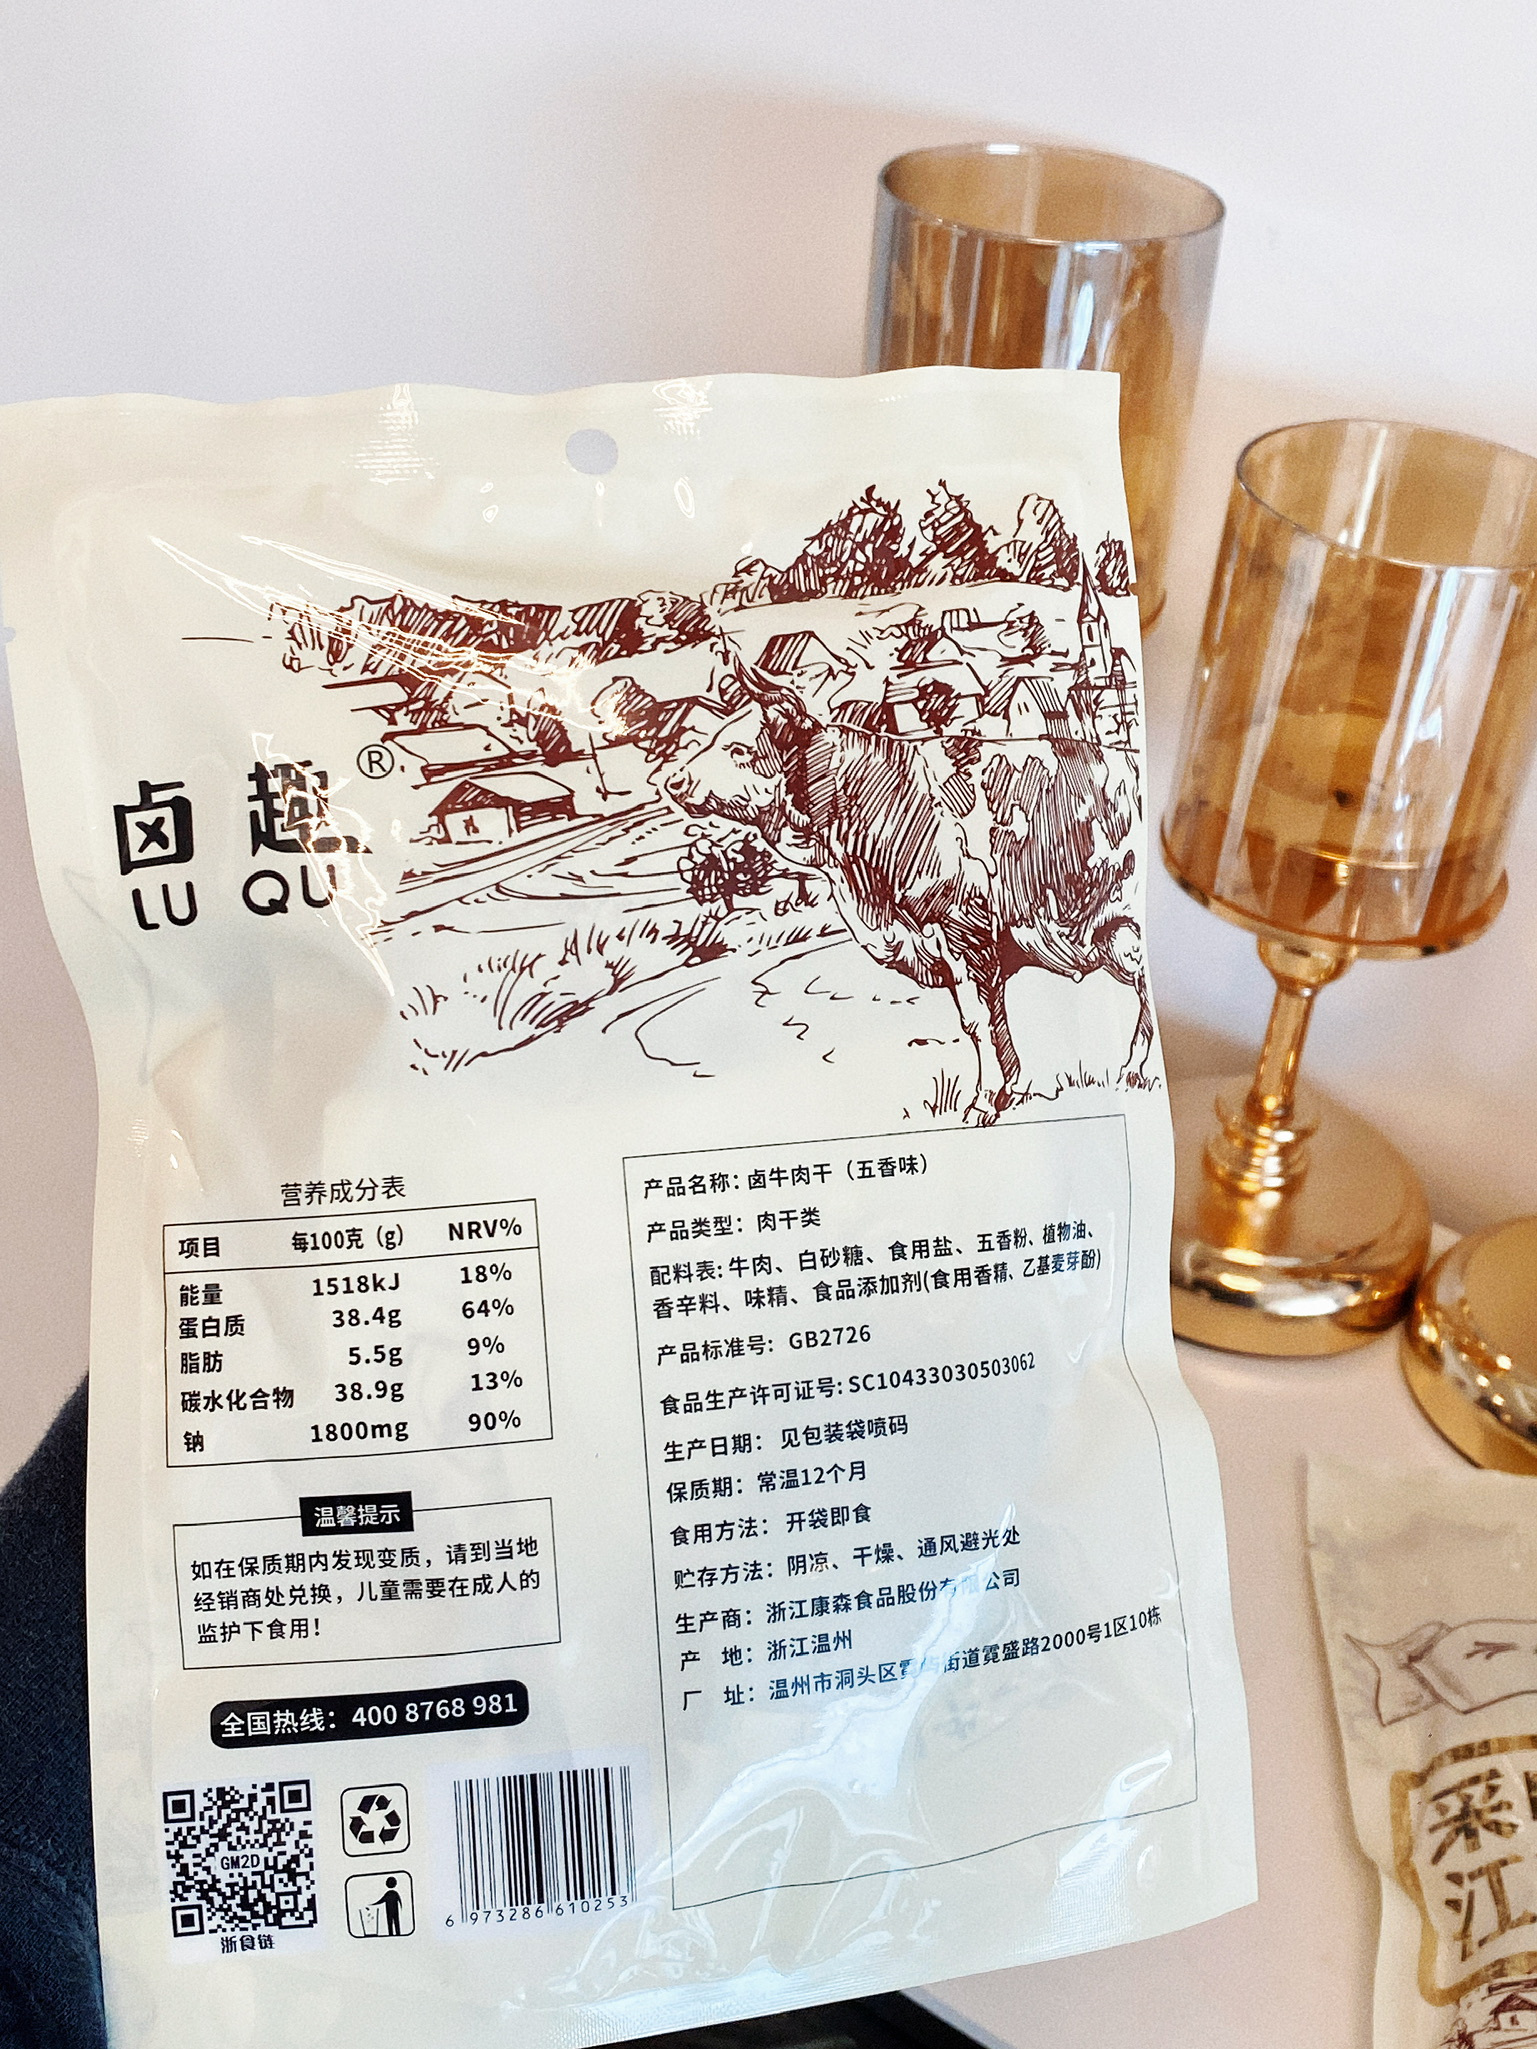 卤趣®
LU QU
营养成分表
项目 每100克（g） NRV%
能量 1518kJ 18%
蛋白质 38.4g 64%
脂肪 5.5g 9%
碳水化合物 38.9g 13%
钠 1800mg 90%
温馨提示
如在保质期内发现变质，请到当地
经销商处兑换，儿童需要在成人的
监护下食用！
全国热线：400 8768 981
GM2D
浙食链
6 973286 610253
产品名称：卤牛肉干（五香味）
产品类型：肉干类
配料表：牛肉、白砂糖、食用盐、五香粉、植物油、
香辛料、味精、食品添加剂(食用香精、乙基麦芽酚)
产品标准号：GB2726
食品生产许可证号：SC10433030503062
生产日期：见包装袋喷码
保质期：常温12个月
食用方法：开袋即食
贮存方法：阴凉、干燥、通风避光处
生产商：浙江康森食品股份有限公司
产 地：浙江温州
厂 址：温州市洞头区霓屿街道霓盛路2000号1区10栋
采
江